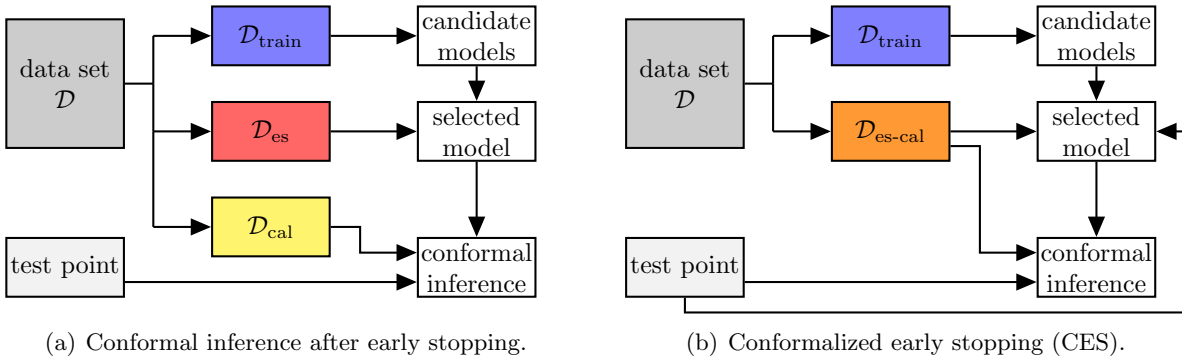 data set
𝒟
𝒟train
candidate
models
𝒟es
selected
model
𝒟cal
test point
conformal
inference
(a) Conformal inference after early stopping.
data set
𝒟
𝒟train
candidate
models
𝒟es-cal
selected
model
test point
conformal
inference
(b) Conformalized early stopping (CES).